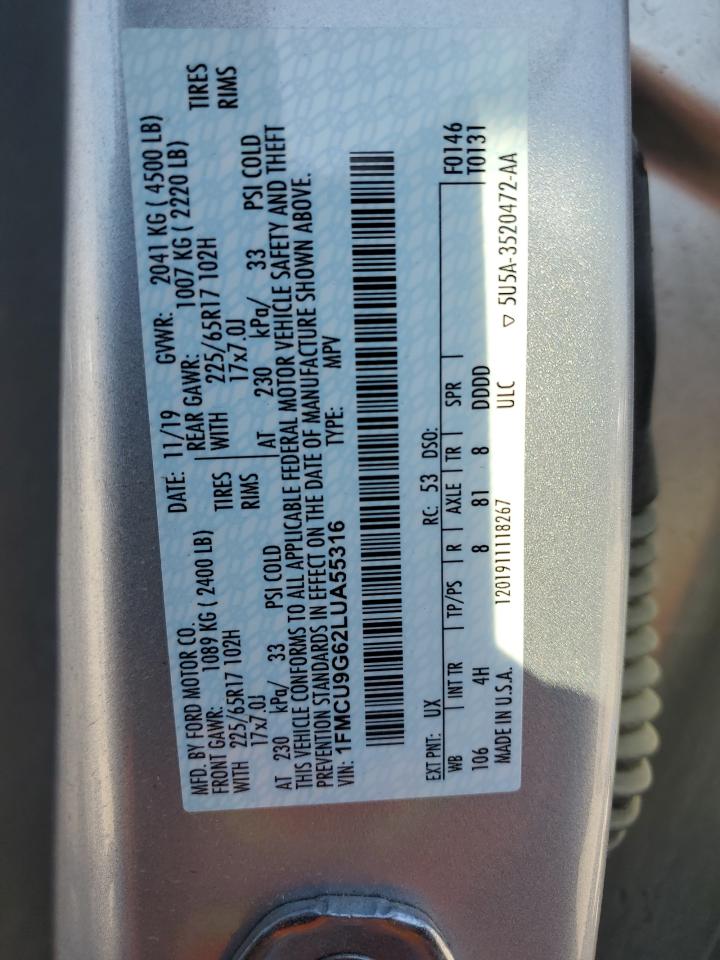 MFD. BY FORD MOTOR CO. DATE: 11/19 GVWR: 2041 KG ( 4500 LB)
FRONT GAWR: 1089 KG ( 2400 LB) REAR GAWR: 1007 KG ( 2220 LB)
WITH 225/65R17 102H TIRES WITH 225/65R17 102H TIRES
17x7.0J RIMS 17x7.0J RIMS
AT 230 kPa/ 33 PSI COLD AT 230 kPa/ 33 PSI COLD
THIS VEHICLE CONFORMS TO ALL APPLICABLE FEDERAL MOTOR VEHICLE SAFETY AND THEFT
PREVENTION STANDARDS IN EFFECT ON THE DATE OF MANUFACTURE SHOWN ABOVE.
VIN: 1FMCU9G62LUA55316 TYPE: MPV
F0146
EXT PNT: UX RC: 53 DSO: T0131
WB INT TR TP/PS R AXLE TR SPR
106 4H 8 81 8 DDDD
MADE IN U.S.A. 1201911118267 ULC ▽ 5U5A-3520472-AA